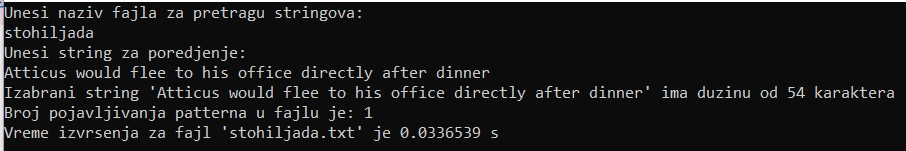 Unesi naziv fajla za pretragu stringova:
stohiljada
Unesi string za poredjenje:
Atticus would flee to his office directly after dinner
Izabrani string 'Atticus would flee to his office directly after dinner' ima duzinu od 54 karaktera
Broj pojavljivanja patterna u fajlu je: 1
Vreme izvrsenja za fajl 'stohiljada.txt' je 0.0336539 s